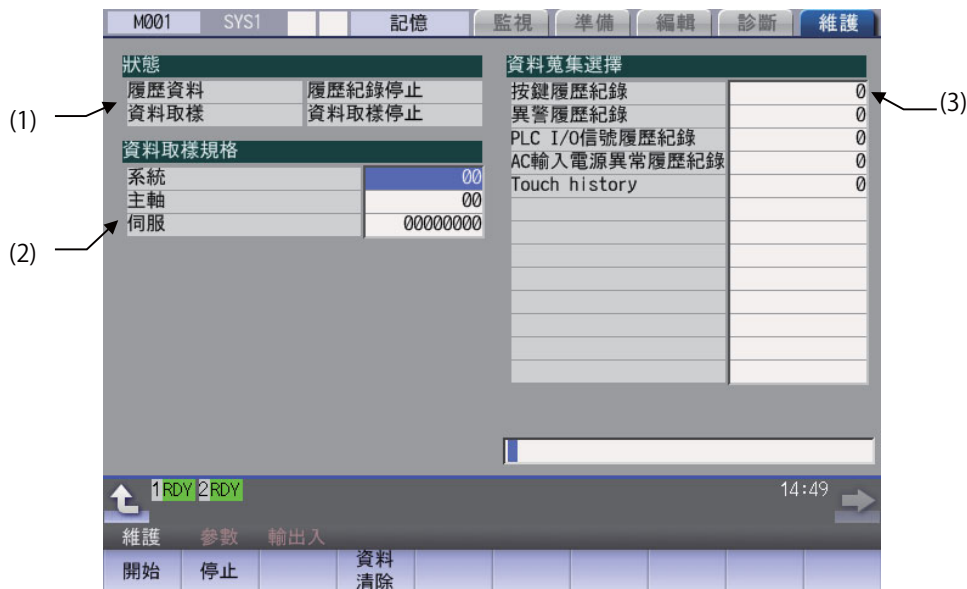 M001 SYS1 記憶 監視 準備 編輯 診斷 維護
狀態
履歷資料 履歷紀錄停止
資料取樣 資料取樣停止
(1)
資料取樣規格
系統 00
主軸 00
伺服 00000000
(2)
資料蒐集選擇
按鍵履歷紀錄 0
(3)
異警履歷紀錄 0
PLC I/O信號履歷紀錄 0
AC輸入電源異常履歷紀錄 0
Touch history 0
1RDY 2RDY 14:49
維護 參數 輸出入
開始 停止 資料
清除